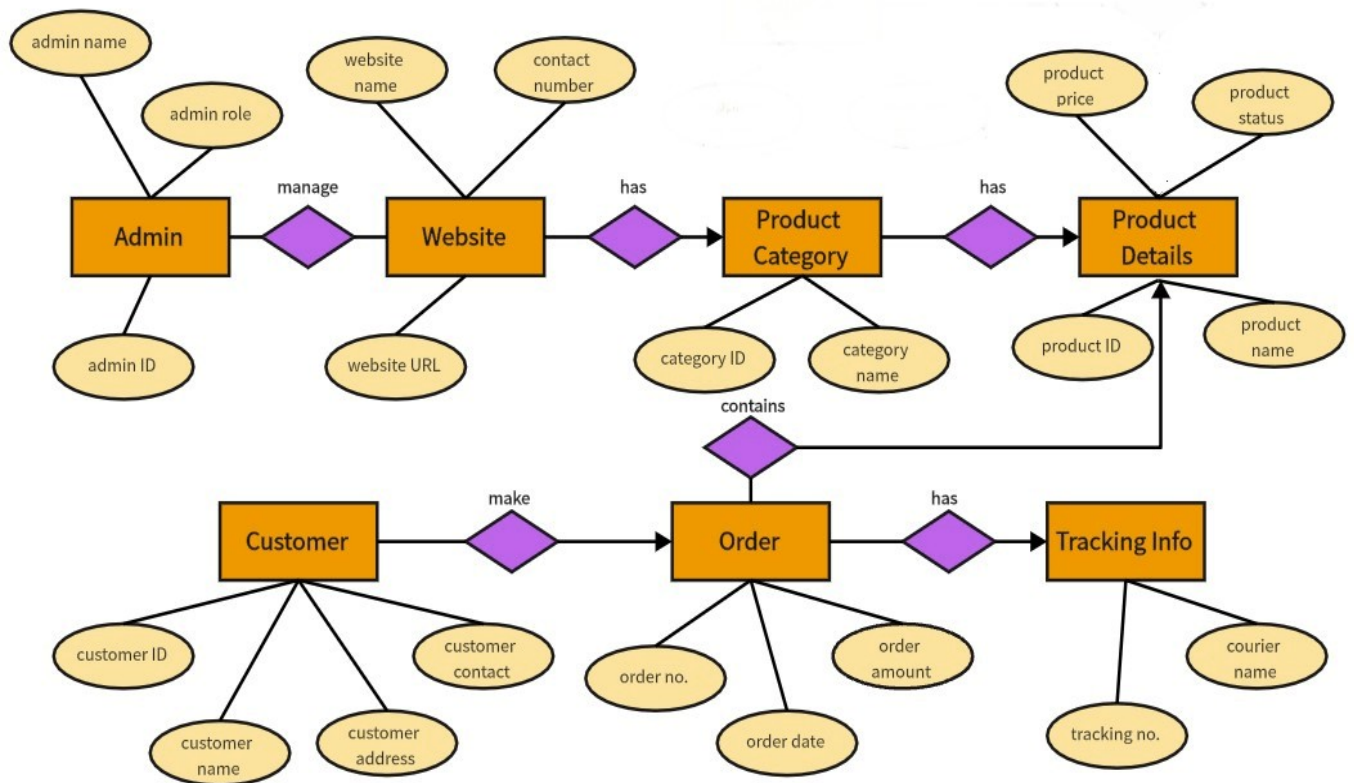 admin name
admin role
website
name
contact
number
product
price
product
status
manage
has
has
Admin
Website
Product
Category
Product
Details
admin ID
website URL
category ID
category
name
product ID
product
name
contains
make
has
Customer
Order
Tracking Info
customer ID
customer
name
customer
address
customer
contact
order no.
order date
order
amount
tracking no.
courier
name